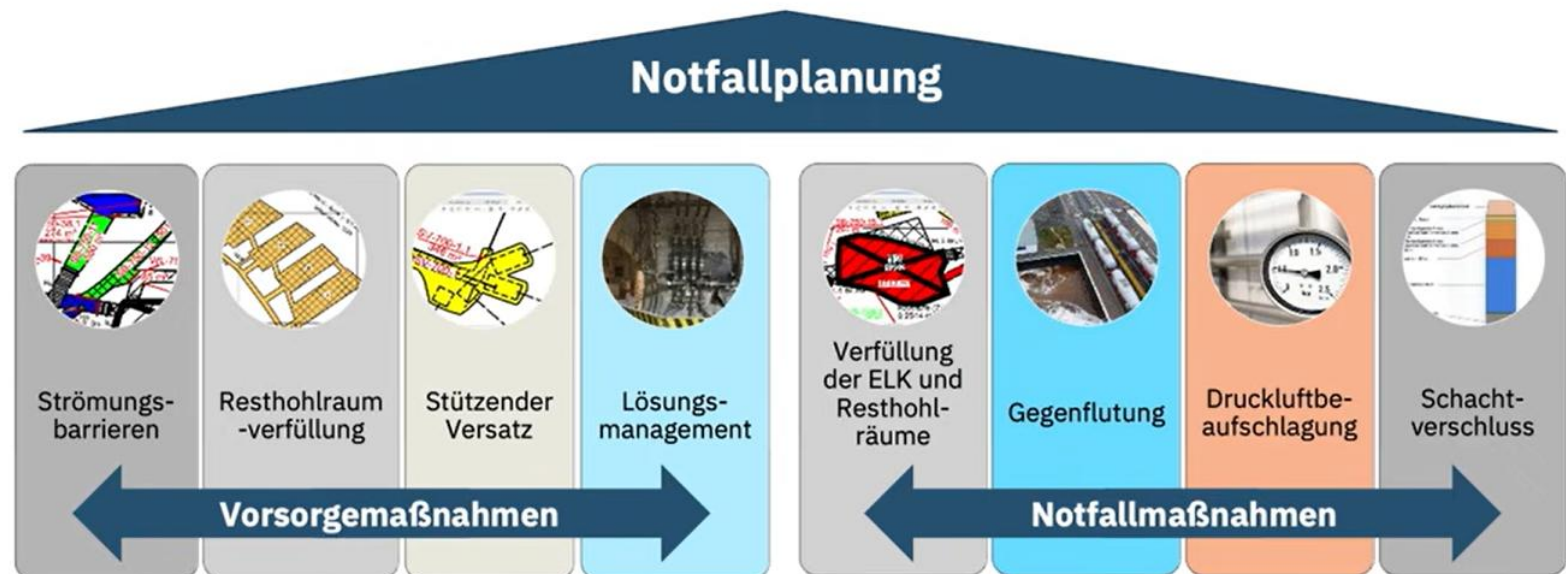 Notfallplanung
Strömungs-
barrieren
Resthohlraum
-verfüllung
Stützender
Versatz
Lösungs-
management
Verfüllung
der ELK und
Resthohl-
räume
Gegenflutung
Druckluftbe-
aufschlagung
Schacht-
verschluss
Vorsorgemaßnahmen
Notfallmaßnahmen